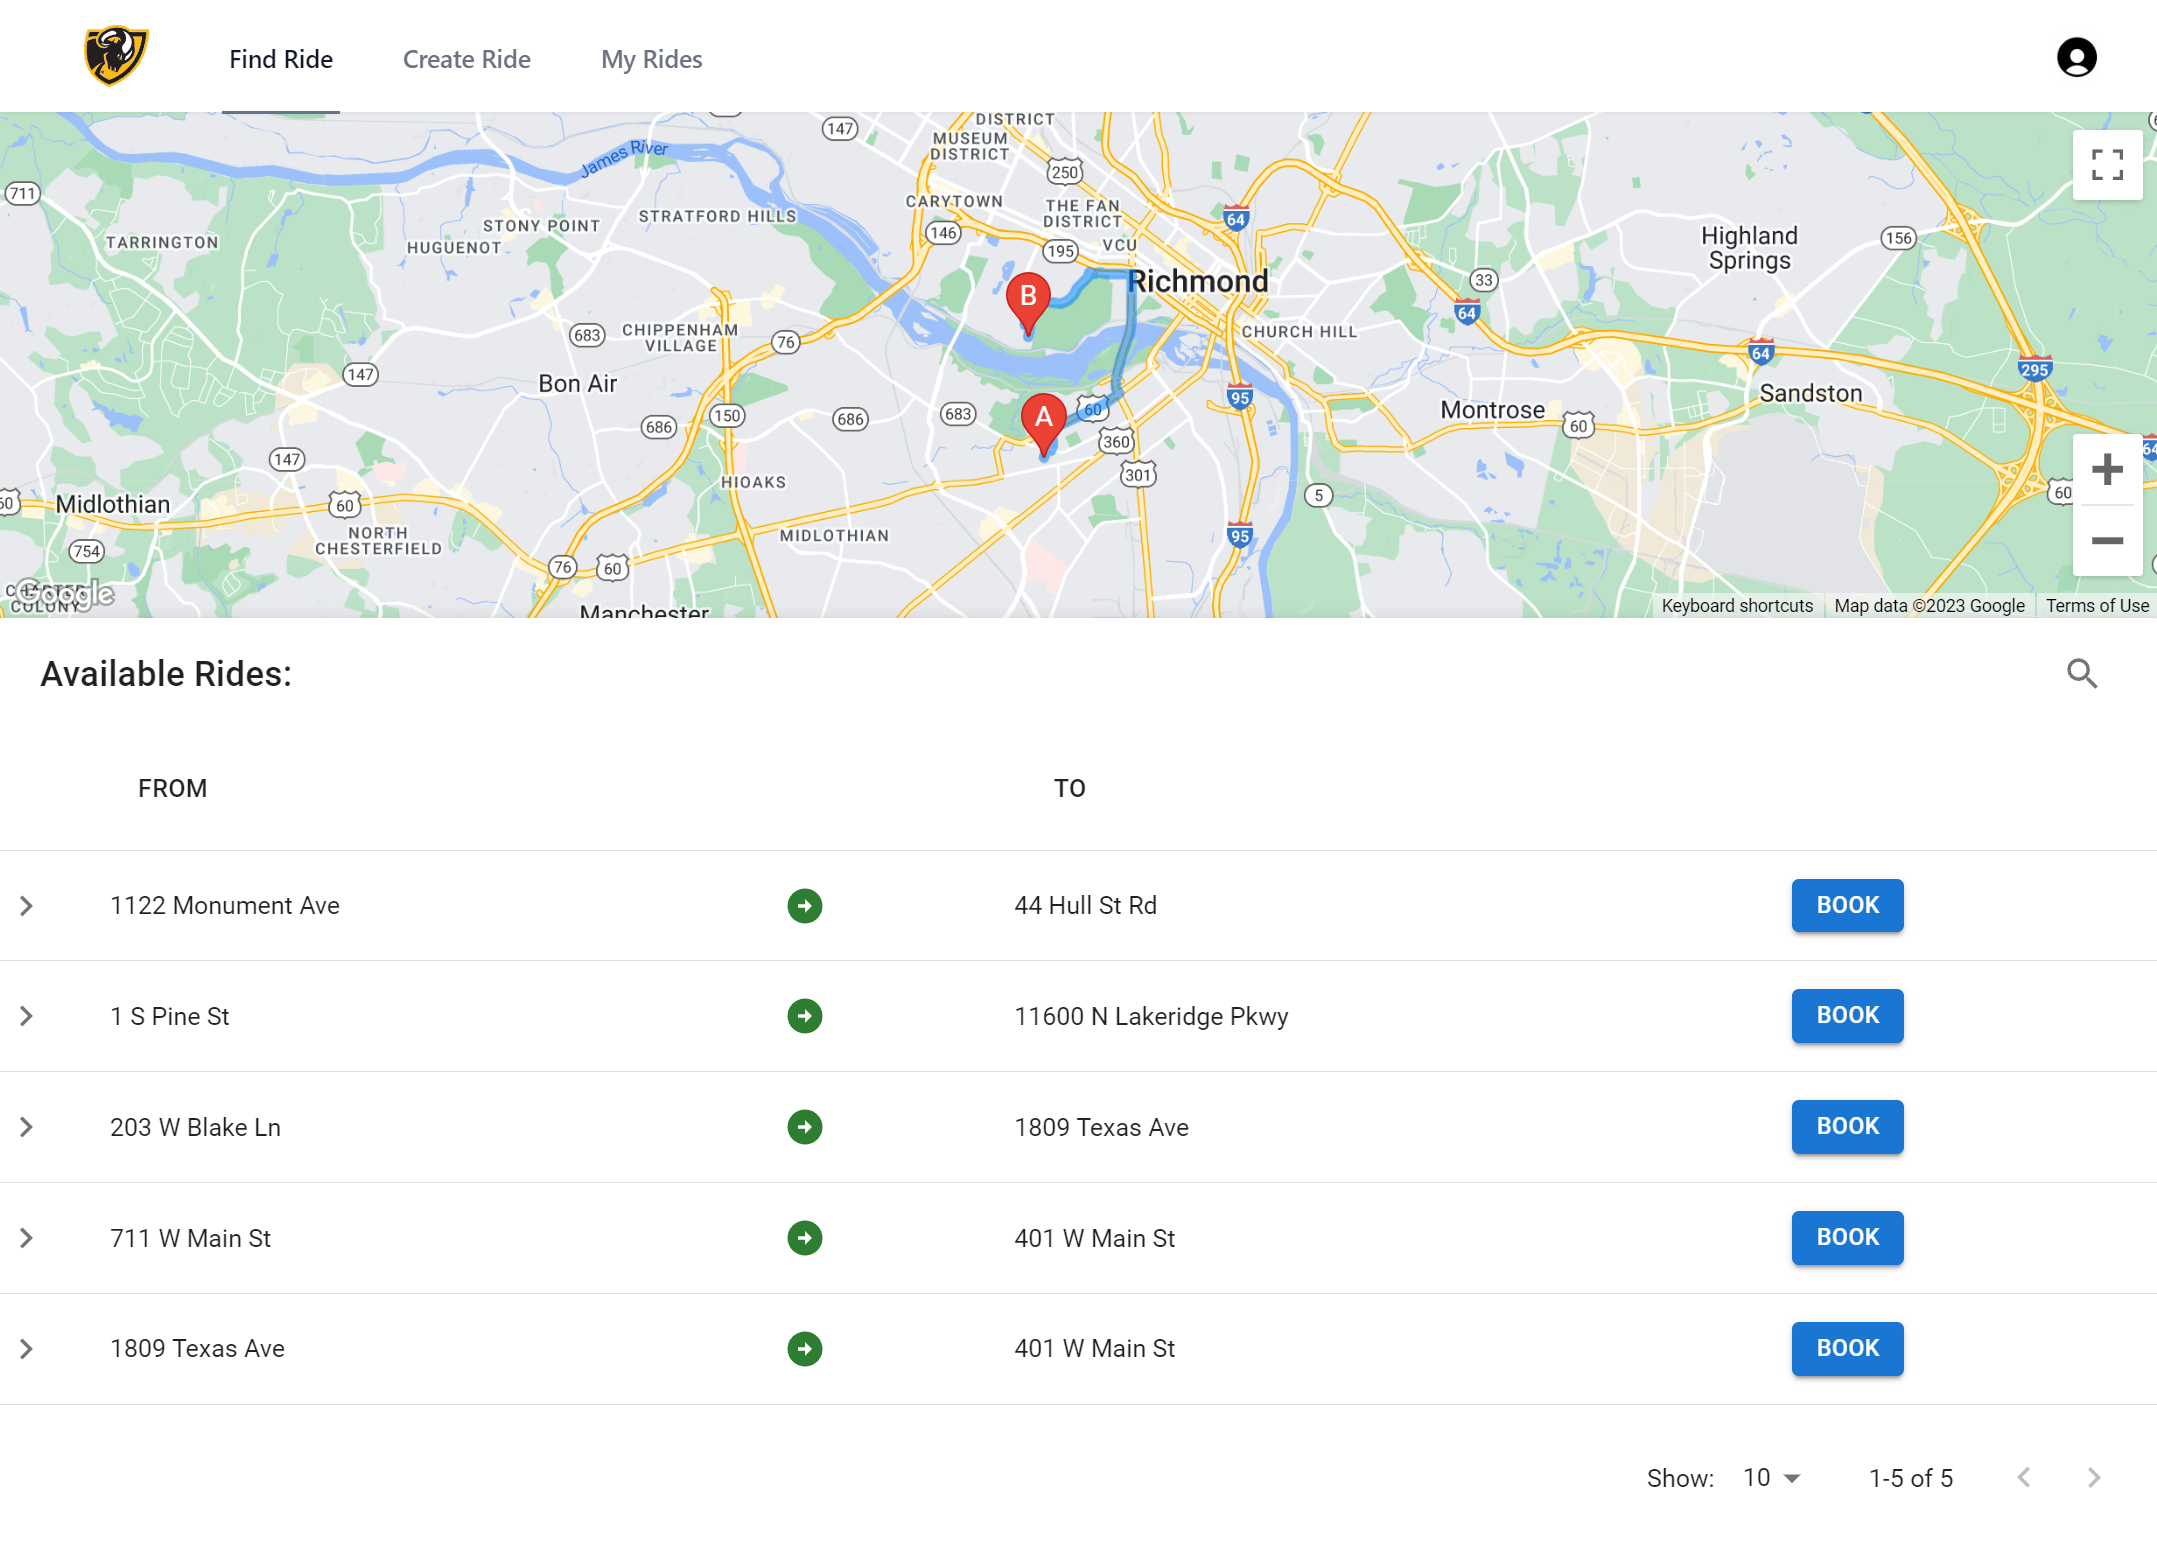 Find Ride
Create Ride
My Rides
DISTRICT
147
MUSEUM
DISTRICT
James River
250
711
CARYTOWN
THE FAN
DISTRICT
STRATFORD HILLS
64
STONY POINT
146
TARRINGTON
HUGUENOT
VCU
195
Highland
Springs
156
Richmond
33
B
64
683
CHIPPENHAM
VILLAGE
76
CHURCH HILL
64
295
147
Bon Air
Sandston
95
A
60
683
150
686
686
Montrose
60
360
64
147
301
HIOAKS
60
Midlothian
60
5
60
NORTH
CHESTERFIELD
MIDLOTHIAN
95
754
76
60
CHARTER
COLONY
Google
Manchester
Keyboard shortcuts
Map data ©2023 Google
Terms of Use
Available Rides:
FROM
TO
1122 Monument Ave
44 Hull St Rd
BOOK
1 S Pine St
11600 N Lakeridge Pkwy
BOOK
203 W Blake Ln
1809 Texas Ave
BOOK
711 W Main St
401 W Main St
BOOK
1809 Texas Ave
401 W Main St
BOOK
Show:
10
1-5 of 5